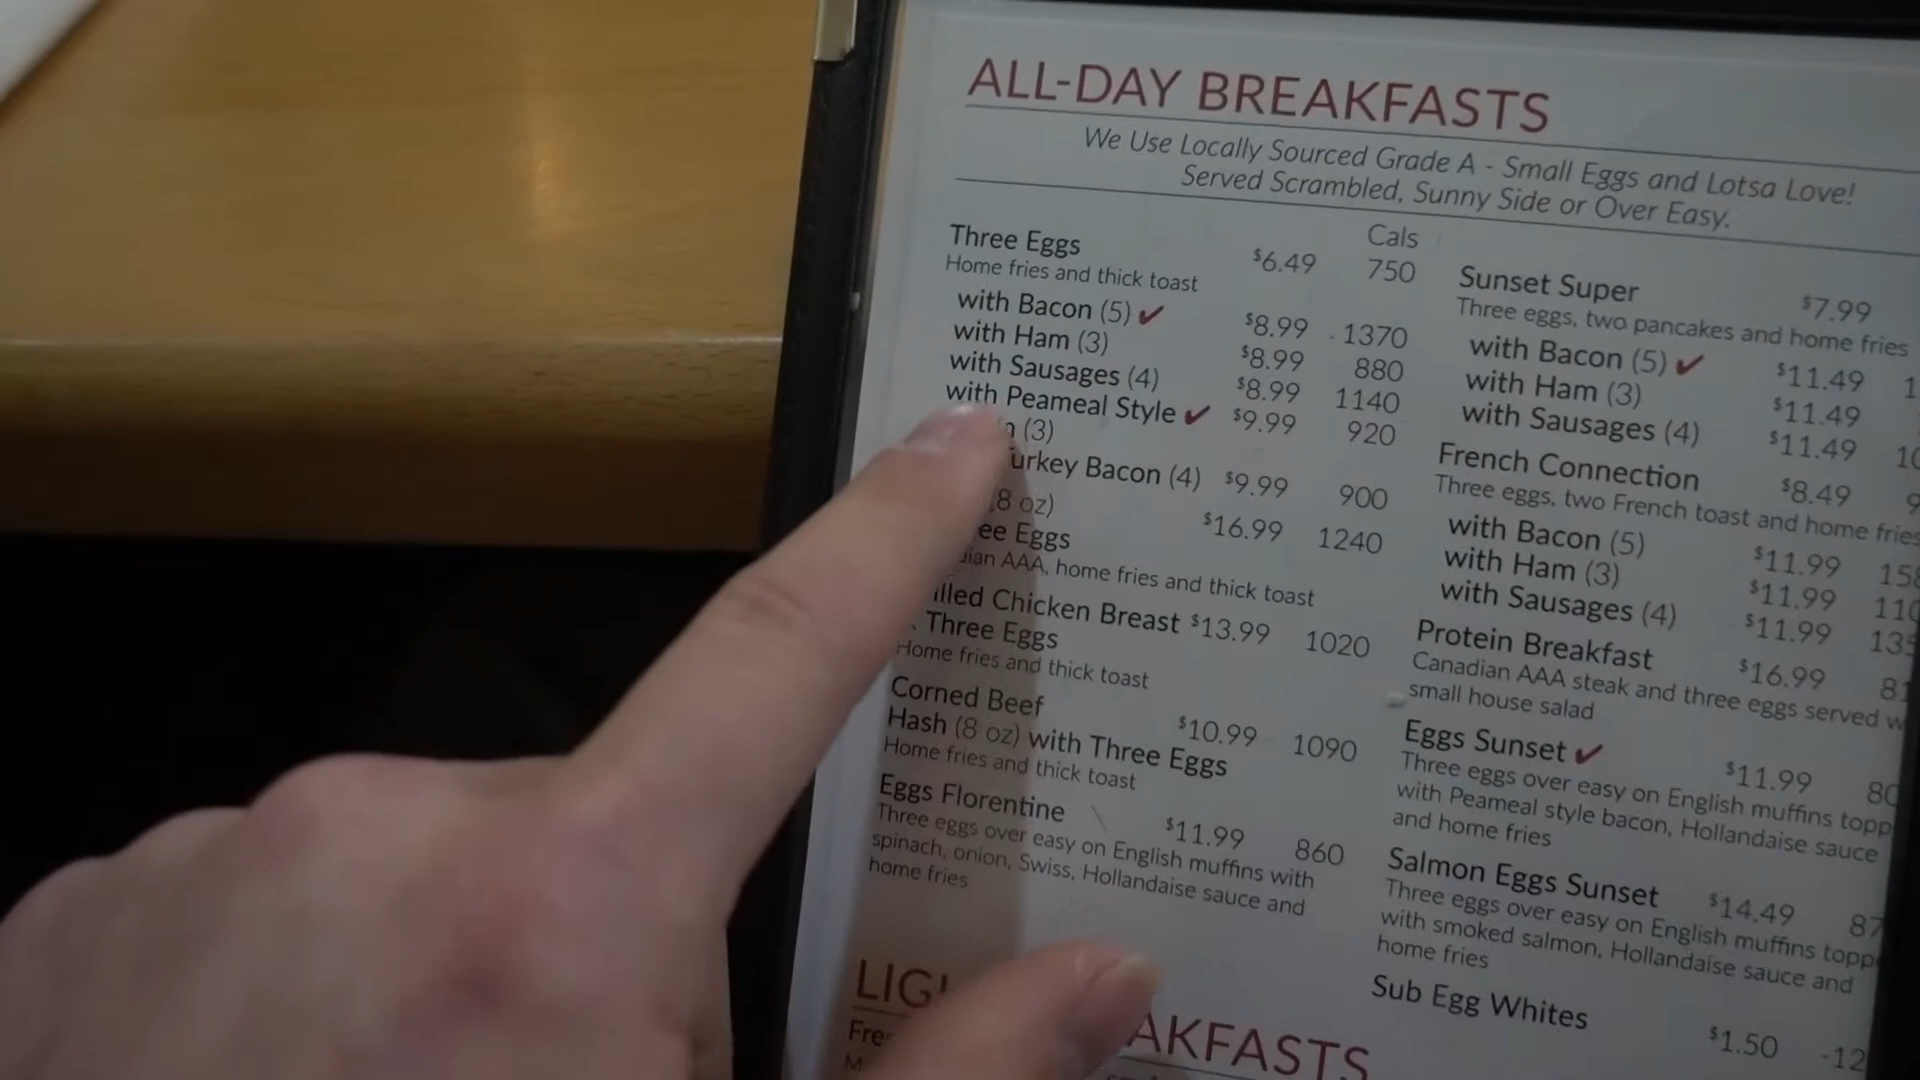 ALL-DAY BREAKFASTS
We Use Locally Sourced Grade A - Small Eggs and Lotsa Love!
Served Scrambled, Sunny Side or Over Easy.
Cals
Three Eggs $6.49 750
Home fries and thick toast
with Bacon (5) ✓ $8.99 1370
with Ham (3) $8.99 880
with Sausages (4) $8.99 1140
with Peameal Style ✓ $9.99 920
(3)
Bacon (4) $9.99 900
(8 oz)
Eggs $16.99 1240
AAA, home fries and thick toast
Chicken Breast $13.99 1020
Three Eggs
Home fries and thick toast
Corned Beef
Hash (8 oz) with Three Eggs $10.99 1090
Home fries and thick toast
Eggs Florentine $11.99 860
Three eggs over easy on English muffins with
spinach, onion, Swiss, Hollandaise sauce and
home fries
Sunset Super $7.99
Three eggs, two pancakes and home fries
with Bacon (5) ✓ $11.49
with Ham (3) $11.49
with Sausages (4) $11.49
French Connection $8.49
Three eggs, two French toast and home fries
with Bacon (5) $11.99
with Ham (3) $11.99
with Sausages (4) $11.99
Protein Breakfast $16.99
Canadian AAA steak and three eggs served
small house salad
Eggs Sunset ✓ $11.99
Three eggs over easy on English muffins
with Peameal style bacon, Hollandaise sauce
and home fries
Salmon Eggs Sunset $14.49
Three eggs over easy on English muffins
with smoked salmon, Hollandaise sauce and
home fries
Sub Egg Whites $1.50